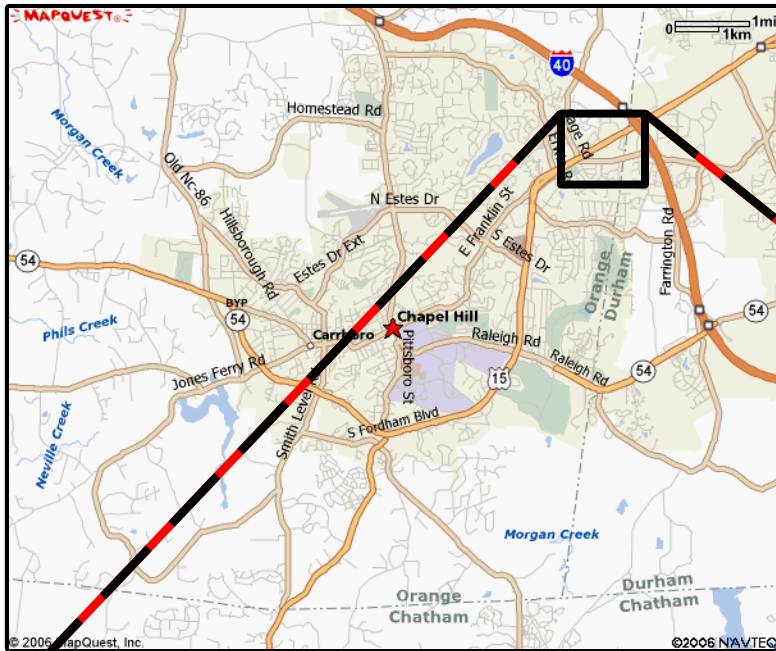 MAPQUEST
1mi
0
1km
40
Homestead Rd
Morgan Creek
age Rd
Old Nc-86
N Estes Dr
Hillsborough Rd
E Franklin St
S Estes Dr
Estes Dr Ext
Farrington Rd
Orange
Durham
54
BYP
54
54
Phils Creek
Chapel Hill
Carrboro
Raleigh Rd
Pittsboro St
Jones Ferry Rd
Raleigh Rd
54
15
Neville Creek
Smith Level
S Fordham Blvd
Morgan Creek
Orange
Chatham
Durham
Chatham
© 2006 MapQuest, Inc.
©2006 NAVTEQ